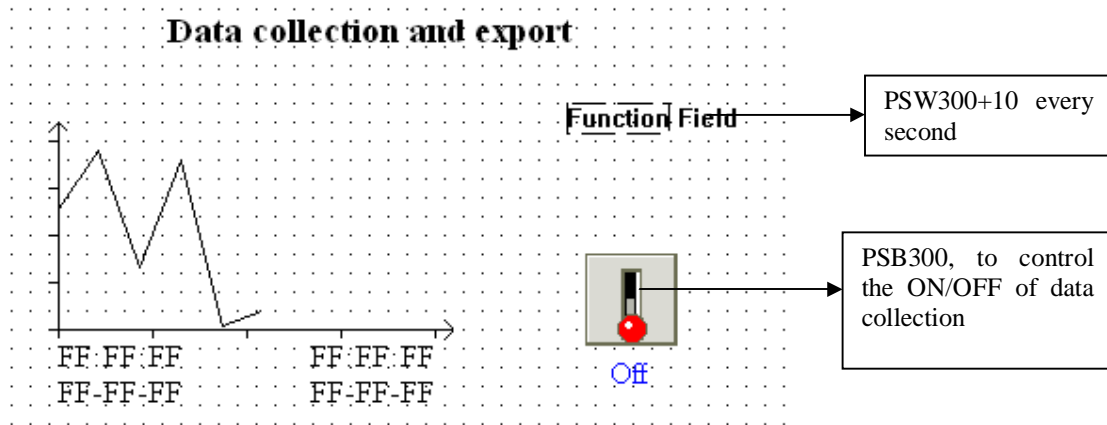 Data collection and export
Function Field
PSW300+10 every
second
PSB300, to control
the ON/OFF of data
collection
Off
FF:FF:FF FF:FF:FF
FF-FF-FF FF-FF-FF